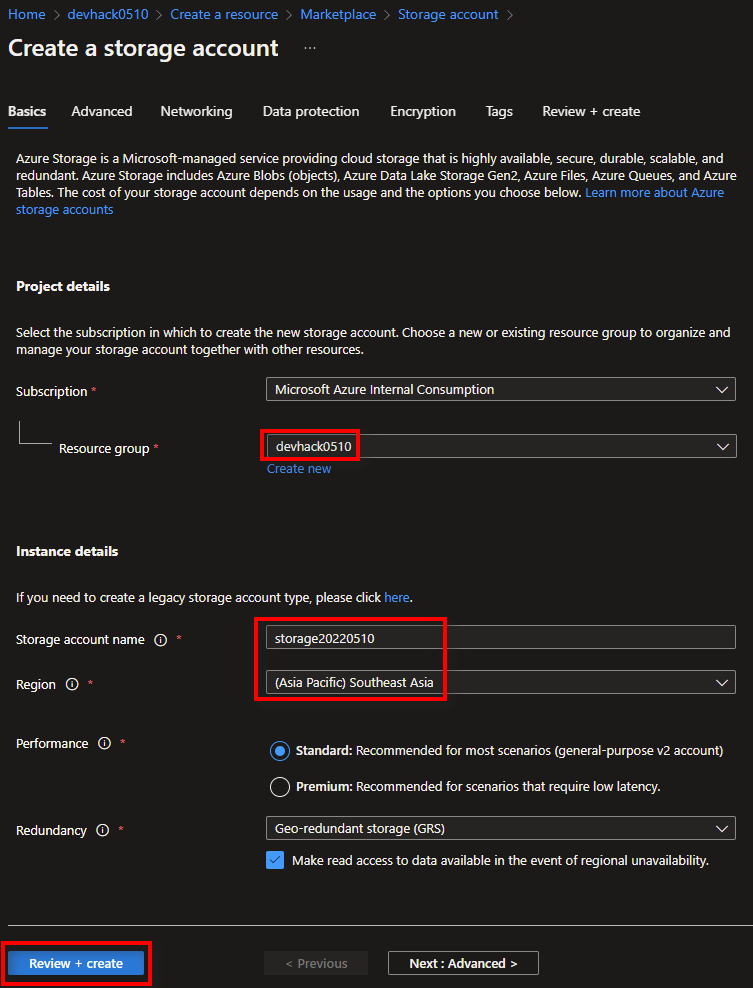 Home > devhack0510 > Create a resource > Marketplace > Storage account >
Create a storage account ...
Basics Advanced Networking Data protection Encryption Tags Review + create
Azure Storage is a Microsoft-managed service providing cloud storage that is highly available, secure, durable, scalable, and
redundant. Azure Storage includes Azure Blobs (objects), Azure Data Lake Storage Gen2, Azure Files, Azure Queues, and Azure
Tables. The cost of your storage account depends on the usage and the options you choose below. Learn more about Azure
storage accounts
Project details
Select the subscription in which to create the new storage account. Choose a new or existing resource group to organize and
manage your storage account together with other resources.
Subscription * Microsoft Azure Internal Consumption
Resource group * devhack0510
Create new
Instance details
If you need to create a legacy storage account type, please click here.
Storage account name * storage20220510
Region * (Asia Pacific) Southeast Asia
Performance * Standard: Recommended for most scenarios (general-purpose v2 account)
Premium: Recommended for scenarios that require low latency.
Redundancy * Geo-redundant storage (GRS)
Make read access to data available in the event of regional unavailability.
Review + create < Previous Next : Advanced >